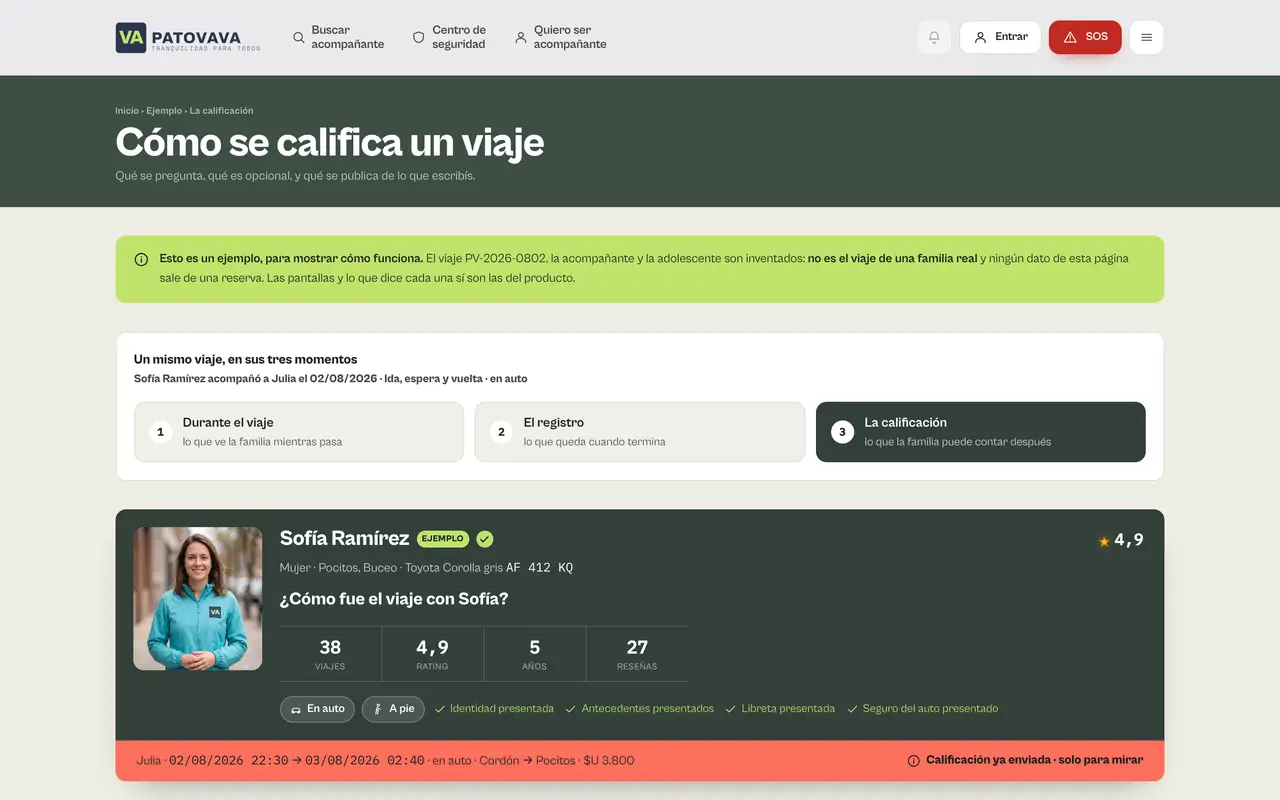 VA PATOVAVA
TRANQUILIDAD PARA TODOS
Buscar
acompañante
Centro de
seguridad
Quiero ser
acompañante
Entrar
SOS
Inicio › Ejemplo › La calificación
Cómo se califica un viaje
Qué se pregunta, qué es opcional, y qué se publica de lo que escribís.
Esto es un ejemplo, para mostrar cómo funciona. El viaje PV-2026-0802, la acompañante y la adolescente son inventados: no es el viaje de una familia real y ningún dato de esta página
sale de una reserva. Las pantallas y lo que dice cada una sí son las del producto.
Un mismo viaje, en sus tres momentos
Sofía Ramírez acompañó a Julia el 02/08/2026 · Ida, espera y vuelta · en auto
1
Durante el viaje
lo que ve la familia mientras pasa
2
El registro
lo que queda cuando termina
3
La calificación
lo que la familia puede contar después
VA
Sofía Ramírez EJEMPLO
★ 4,9
Mujer · Pocitos, Buceo · Toyota Corolla gris AF 412 KQ
¿Cómo fue el viaje con Sofía?
38 4,9 5 27
VIAJES RATING AÑOS RESEÑAS
En auto A pie Identidad presentada Antecedentes presentados Libreta presentada Seguro del auto presentado
Julia · 02/08/2026 22:30 → 03/08/2026 02:40 · en auto · Cordón → Pocitos · $U 3.800
Calificación ya enviada · solo para mirar